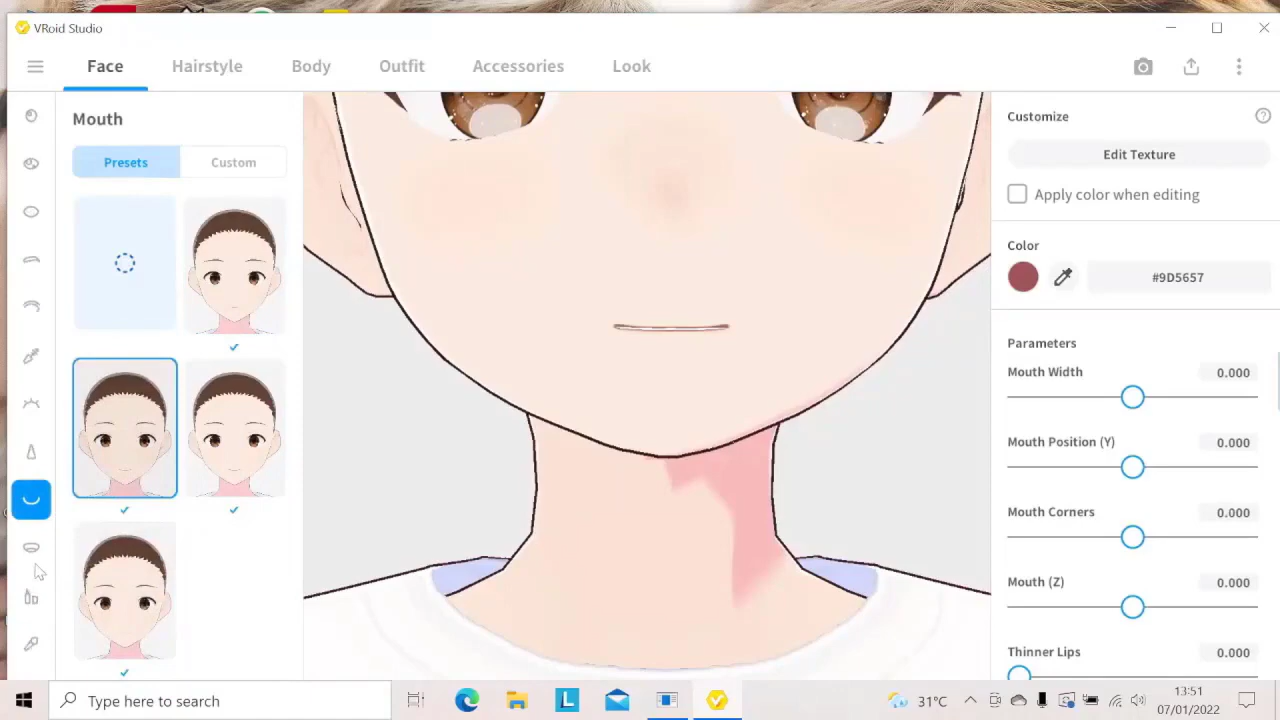 VRoid Studio
Face
Hairstyle
Body
Outfit
Accessories
Look
Mouth
Presets
Custom
Customize
Edit Texture
Apply color when editing
Color
#9D5657
Parameters
Mouth Width 0.000
Mouth Position (Y) 0.000
Mouth Corners 0.000
Mouth (Z) 0.000
Thinner Lips 0.000
Type here to search
L
31°C
13:51
07/01/2022